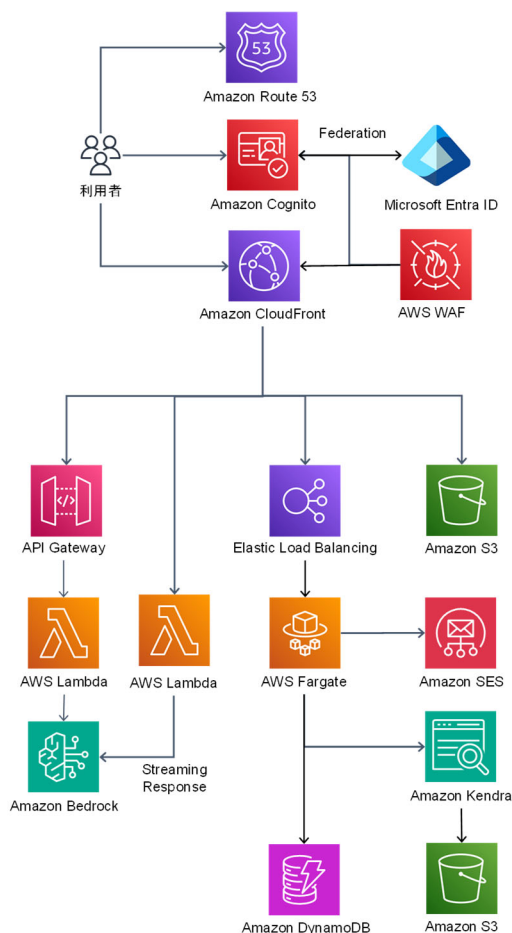 53
Amazon Route 53
Federation
利用者
Amazon Cognito
Microsoft Entra ID
Amazon CloudFront
AWS WAF
</>
API Gateway
Elastic Load Balancing
Amazon S3
AWS Lambda
AWS Lambda
AWS Fargate
Amazon SES
Streaming
Response
Amazon Bedrock
Amazon Kendra
Amazon DynamoDB
Amazon S3